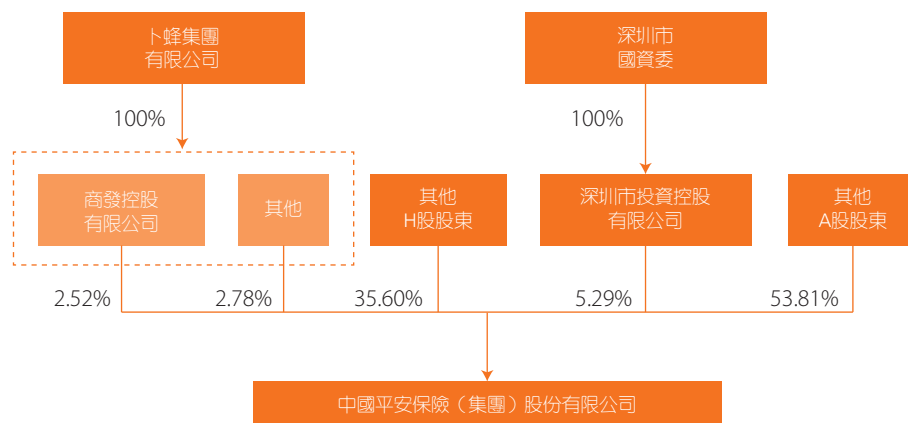 卜蜂集團
有限公司
深圳市
國資委
100%
100%
商發控股
有限公司
其他
其他
H股股東
深圳市投資控股
有限公司
其他
A股股東
2.52%
2.78%
35.60%
5.29%
53.81%
中國平安保險（集團）股份有限公司